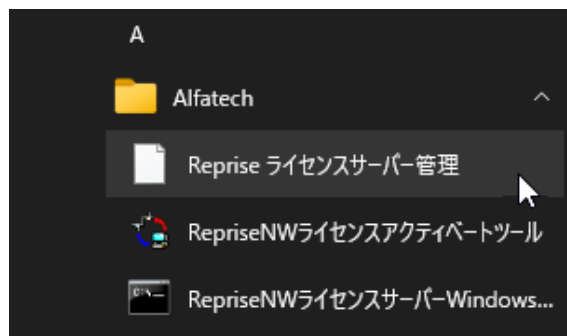 A
Alfatech
Reprise ライセンスサーバー管理
RepriseNWライセンスアクティベートツール
RepriseNWライセンスサーバーWindows...